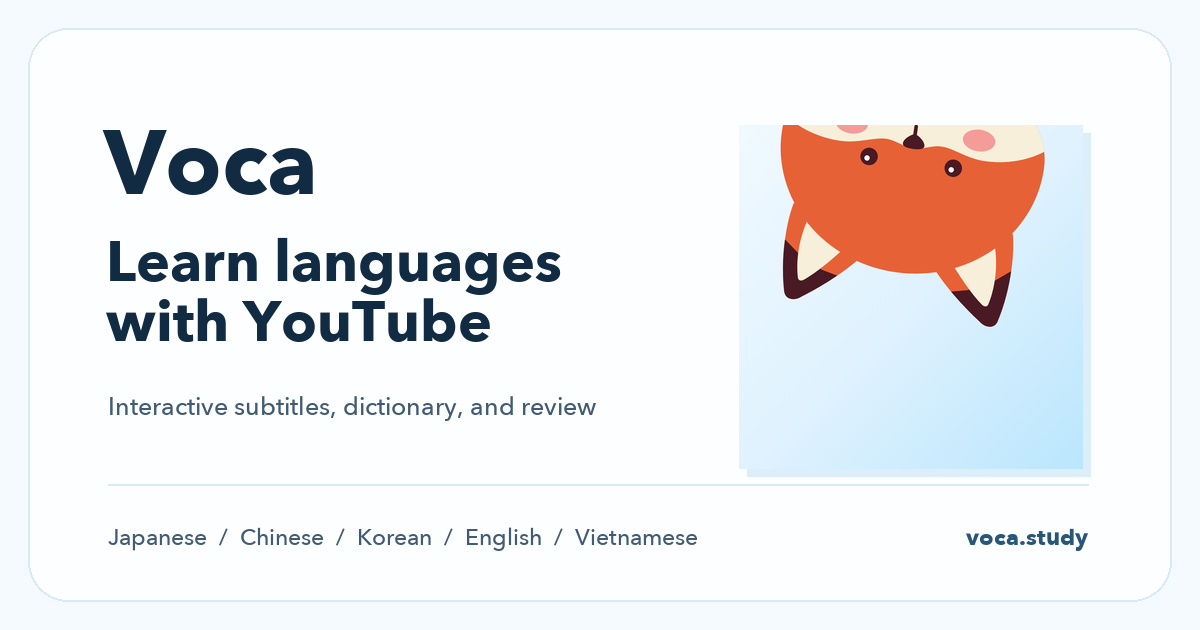 Voca
Learn languages
with YouTube
Interactive subtitles, dictionary, and review
Japanese / Chinese / Korean / English / Vietnamese
voca.study